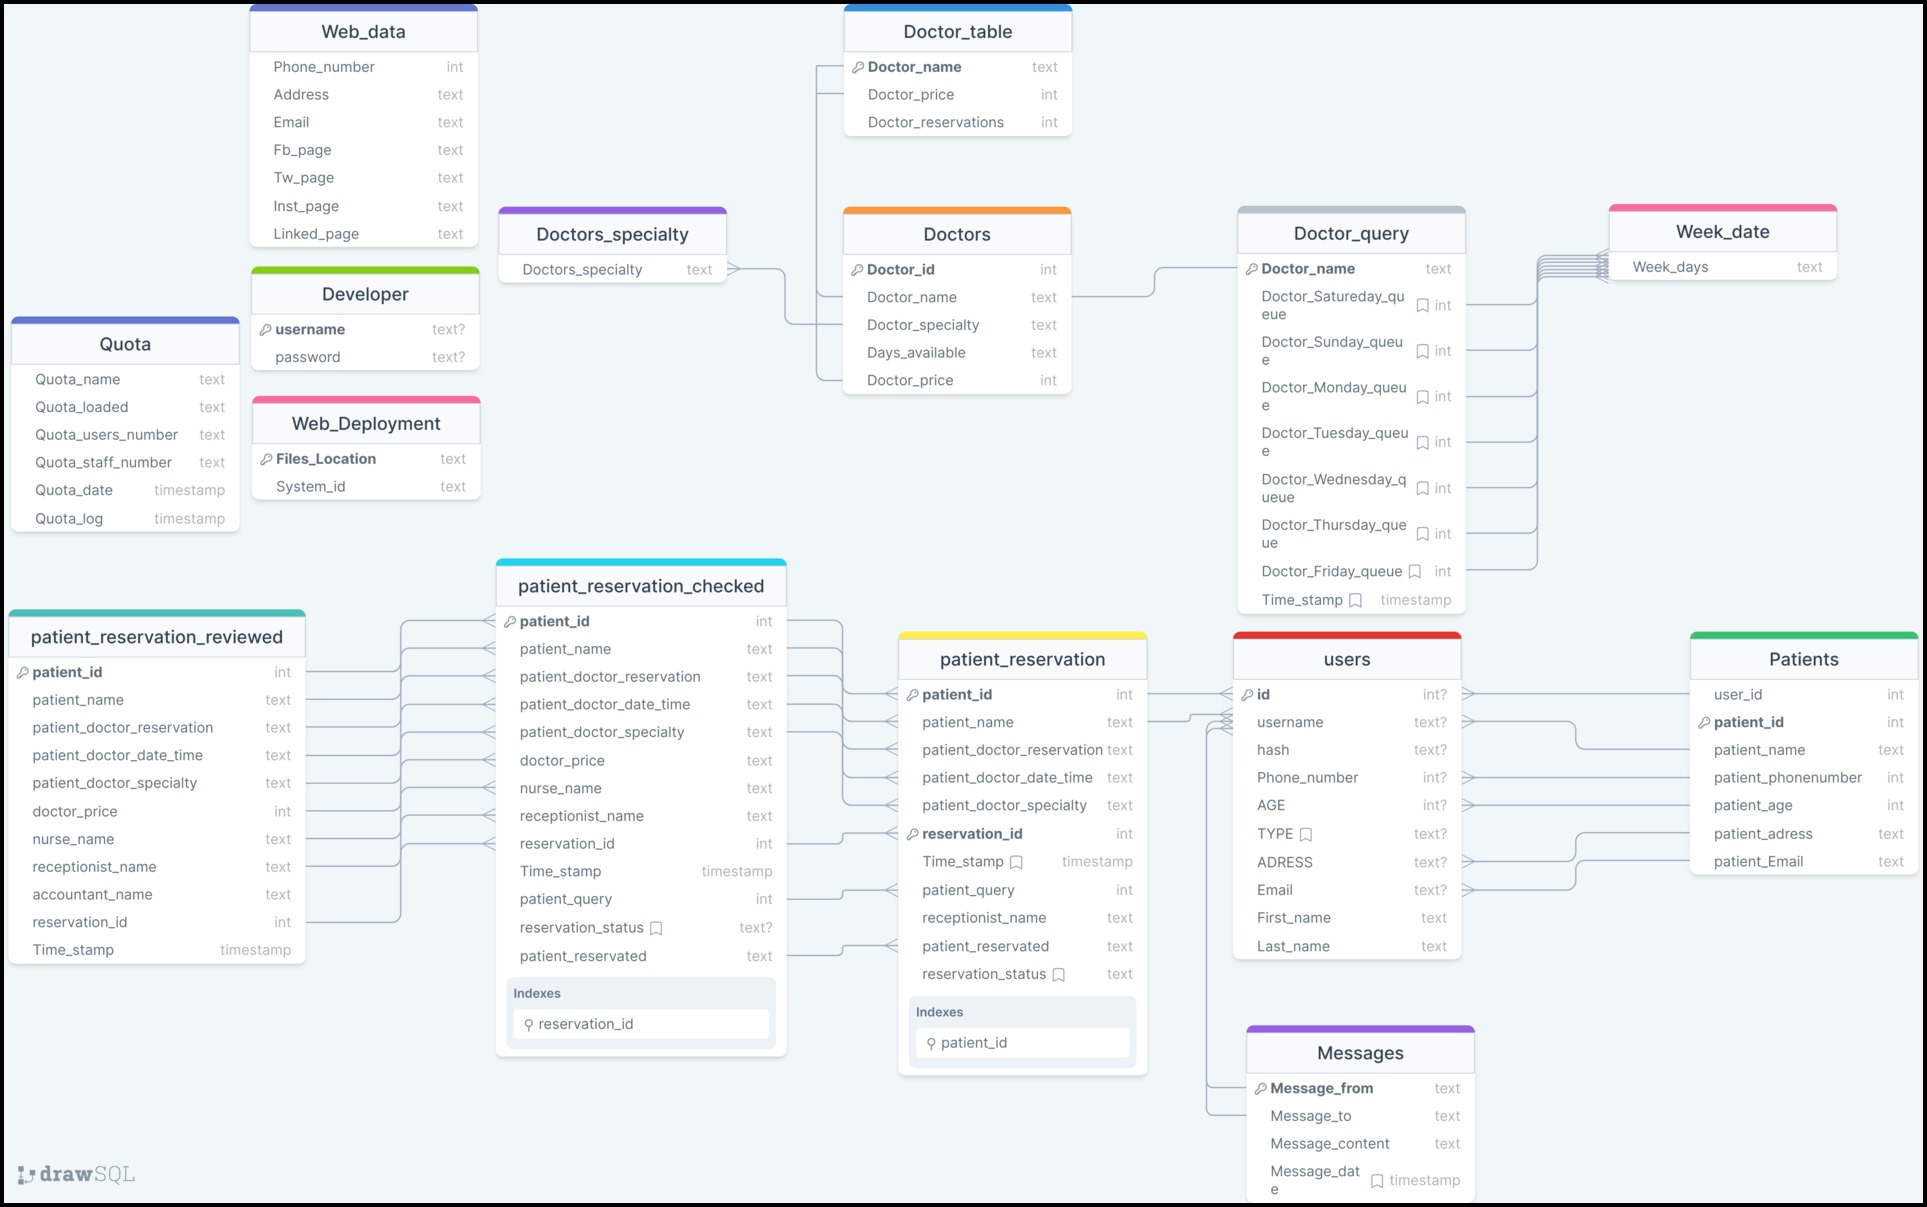 Web_data
Phone_number int
Address text
Email text
Fb_page text
Tw_page text
Inst_page text
Linked_page text
Doctor_table
Doctor_name text
Doctor_price int
Doctor_reservations int
Doctors_specialty
Doctors_specialty text
Doctors
Doctor_id int
Doctor_name text
Doctor_specialty text
Days_available text
Doctor_price int
Doctor_query
Doctor_name text
Doctor_Satureday_qu
eue int
Doctor_Sunday_queu
e int
Doctor_Monday_queu
e int
Doctor_Tuesday_queu
e int
Doctor_Wednesday_q
ueue int
Doctor_Thursday_que
ue int
Doctor_Friday_queue int
Time_stamp timestamp
Week_date
Week_days text
Developer
username text?
password text?
Quota
Quota_name text
Quota_loaded text
Quota_users_number text
Quota_staff_number text
Quota_date timestamp
Quota_log timestamp
Web_Deployment
Files_Location text
System_id text
patient_reservation_reviewed
patient_id int
patient_name text
patient_doctor_reservation text
patient_doctor_date_time text
patient_doctor_specialty text
doctor_price int
nurse_name text
receptionist_name text
accountant_name text
reservation_id int
Time_stamp timestamp
patient_reservation_checked
patient_id int
patient_name text
patient_doctor_reservation text
patient_doctor_date_time text
patient_doctor_specialty text
doctor_price text
nurse_name text
receptionist_name text
reservation_id int
Time_stamp timestamp
patient_query int
reservation_status text?
patient_reservated text
Indexes
reservation_id
patient_reservation
patient_id int
patient_name text
patient_doctor_reservation text
patient_doctor_date_time text
patient_doctor_specialty text
reservation_id int
Time_stamp timestamp
patient_query int
receptionist_name text
patient_reservated text
reservation_status text
Indexes
patient_id
users
id int?
username text?
hash text?
Phone_number int?
AGE int?
TYPE text?
ADRESS text?
Email text?
First_name text
Last_name text
Patients
user_id int
patient_id int
patient_name text
patient_phonenumber int
patient_age int
patient_adress text
patient_Email text
Messages
Message_from text
Message_to text
Message_content text
Message_dat
e timestamp
drawSQL